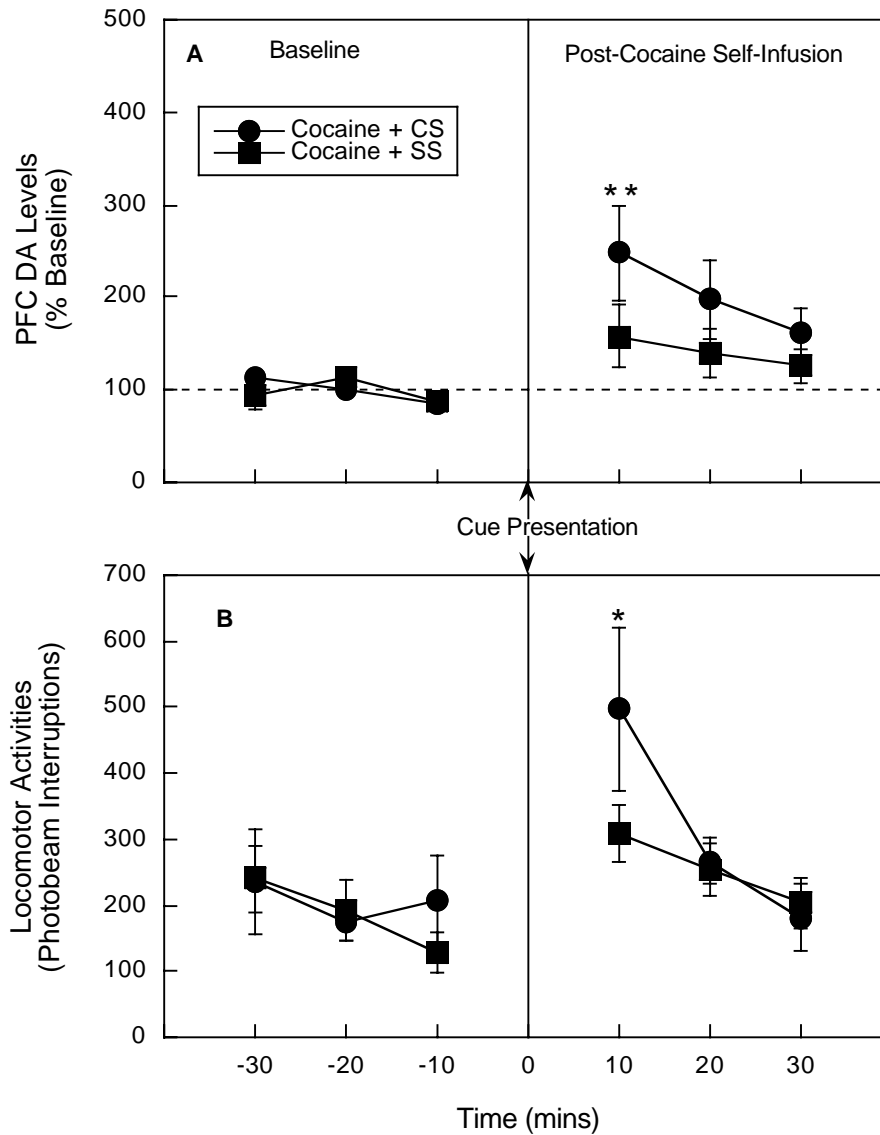 A
Baseline
Post-Cocaine Self-Infusion
Cocaine + CS
Cocaine + SS
500
400
300
200
100
0
PFC DA Levels
(% Baseline)
* *
Cue Presentation
B
700
600
500
400
300
200
100
0
Locomotor Activities
(Photobeam Interruptions)
*
-30 -20 -10 0 10 20 30
Time (mins)